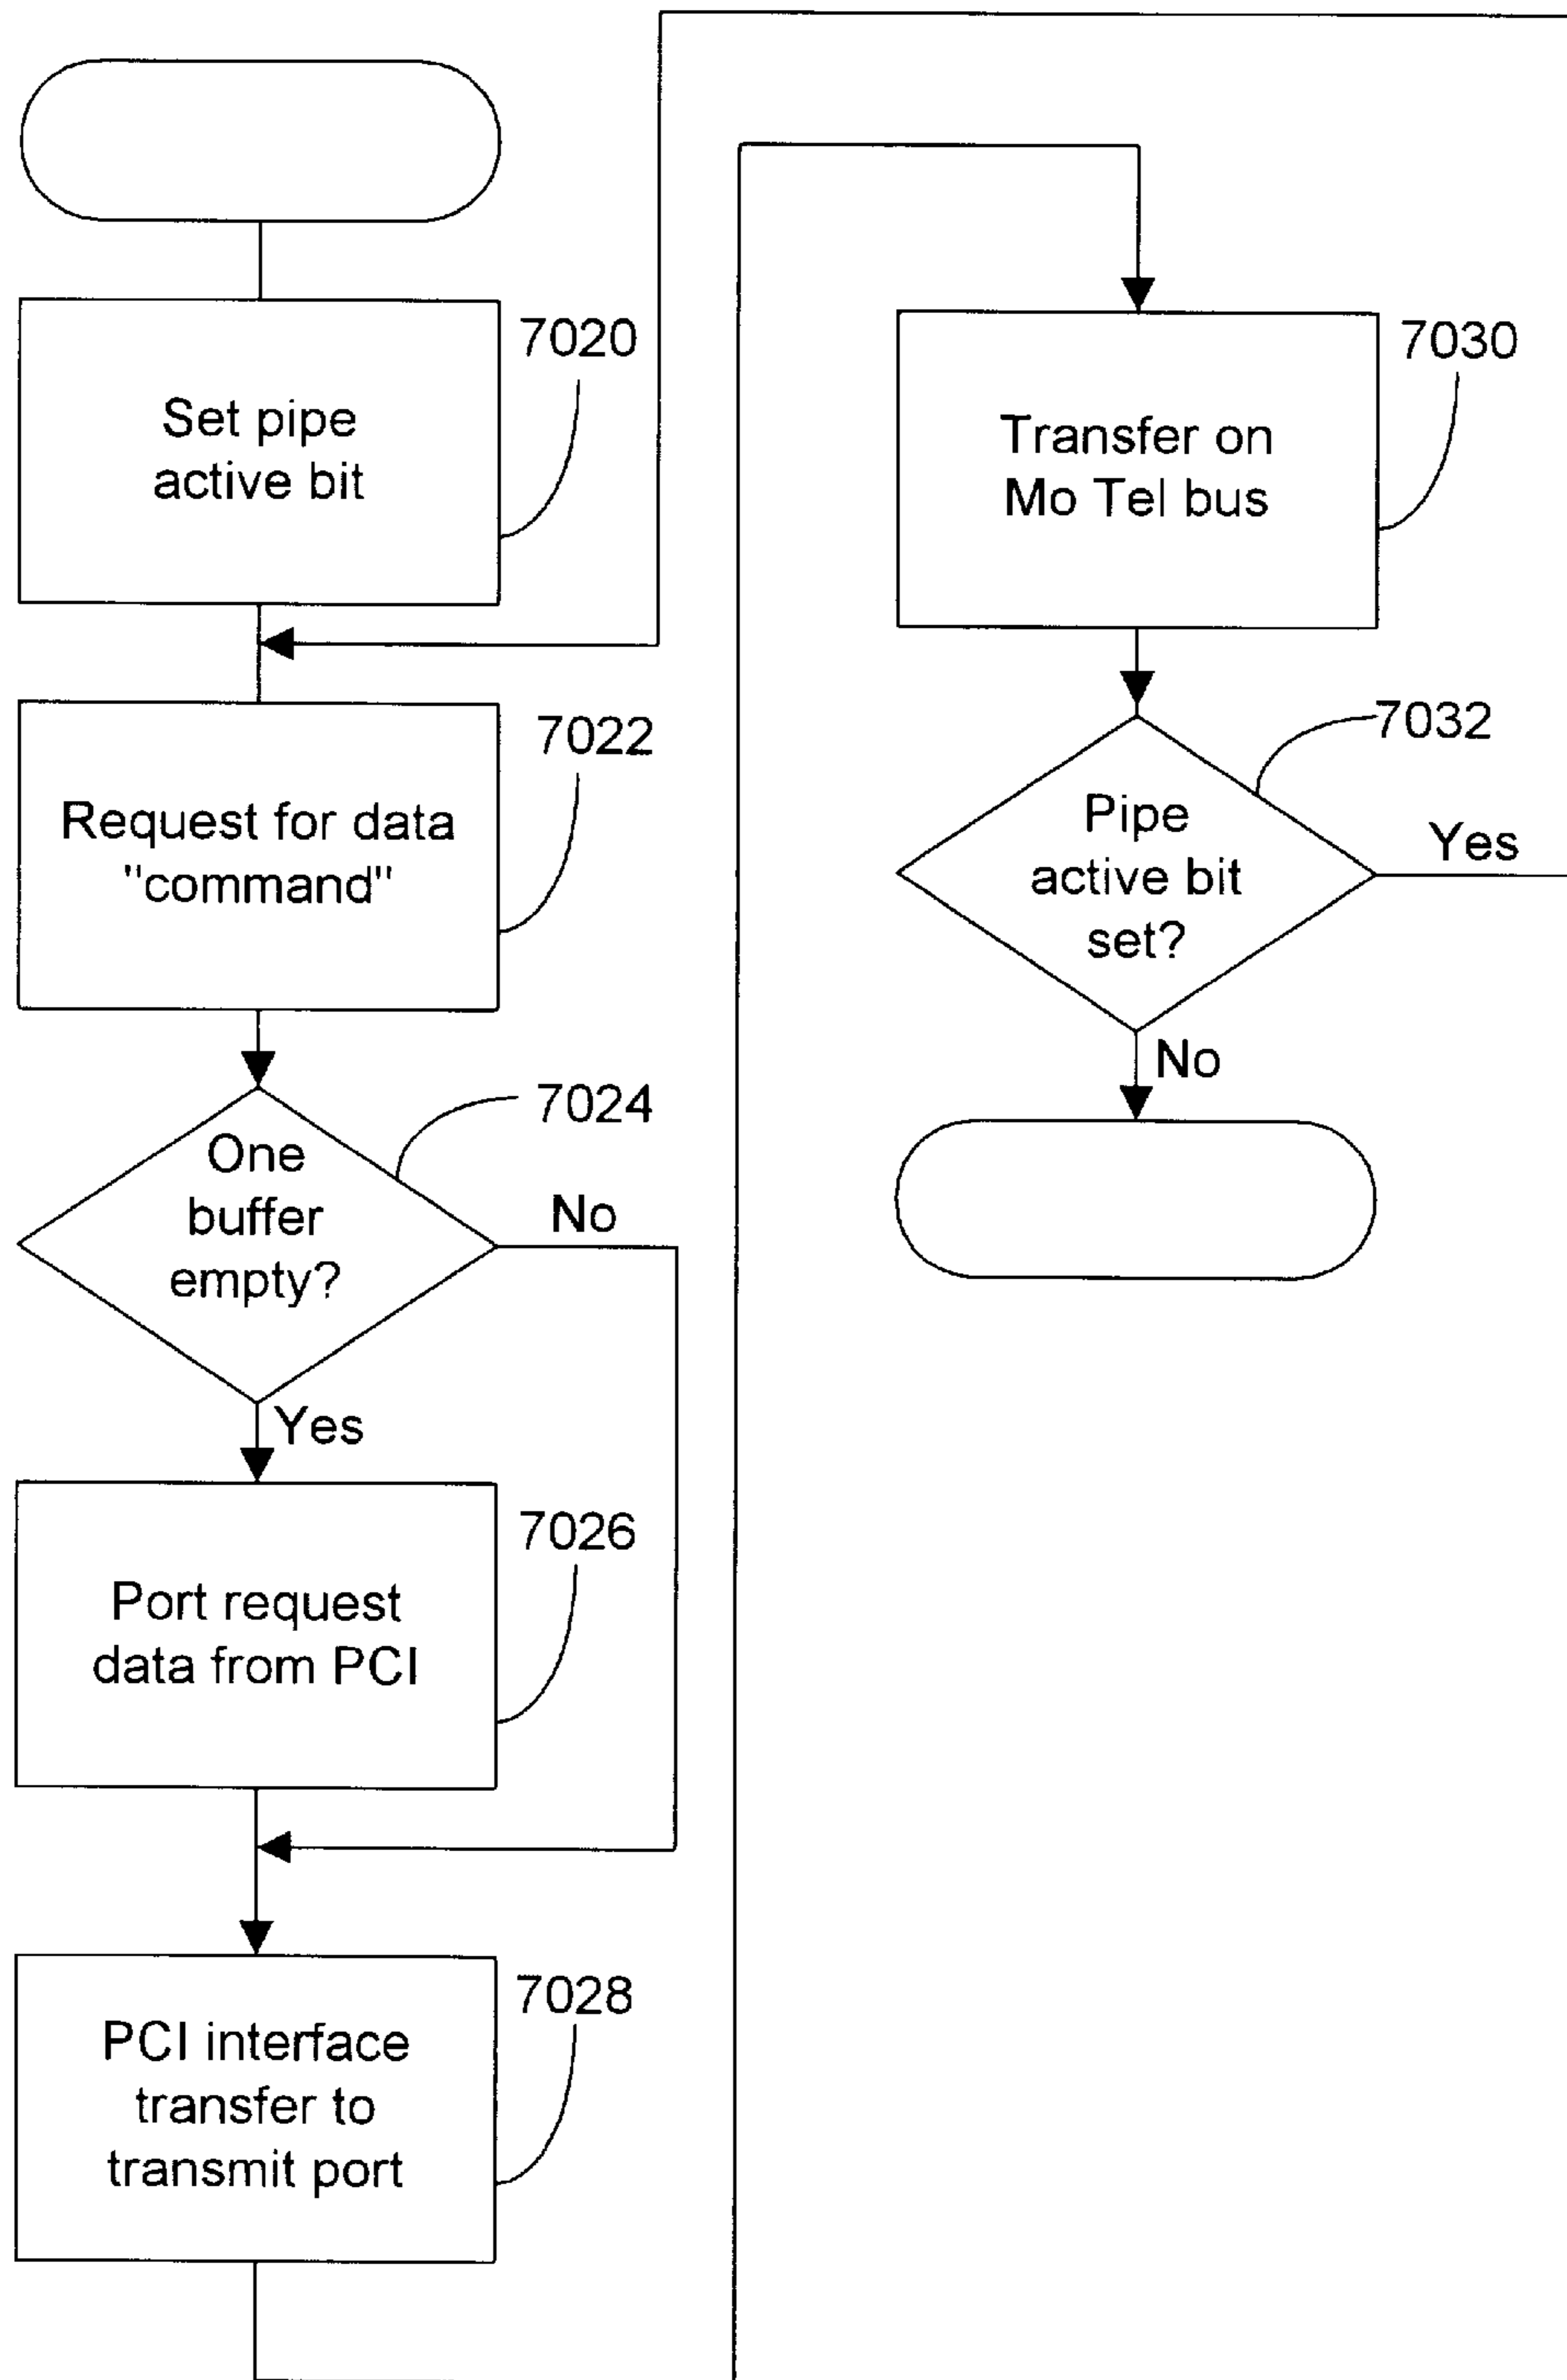 Set pipe
active bit
7020
Request for data
"command"
7022
One
buffer
empty?
7024
No
Yes
Port request
data from PCI
7026
PCI interface
transfer to
transmit port
7028
Transfer on
Mo Tel bus
7030
Pipe
active bit
set?
7032
Yes
No